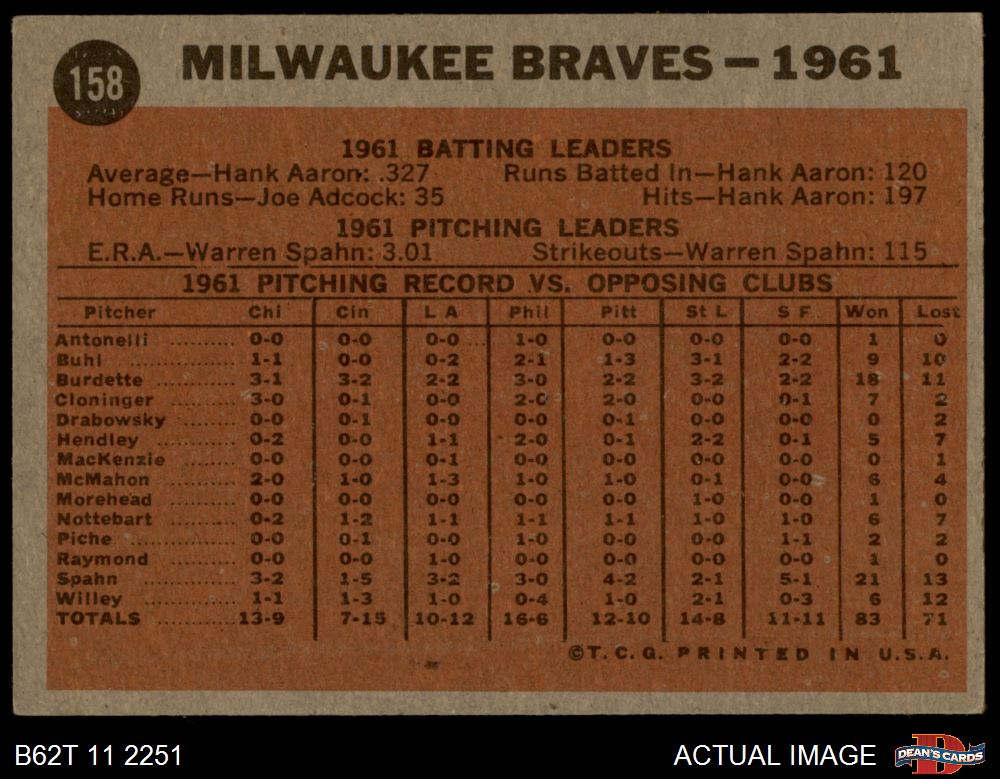 158
MILWAUKEE BRAVES — 1961
1961 BATTING LEADERS
Average—Hank Aaron: .327 Runs Batted In—Hank Aaron: 120
Home Runs—Joe Adcock: 35 Hits—Hank Aaron: 197
1961 PITCHING LEADERS
E.R.A.—Warren Spahn: 3.01 Strikeouts—Warren Spahn: 115
1961 PITCHING RECORD VS. OPPOSING CLUBS
Pitcher Chi Cin L A Phil Pitt St L S F Won Lost
Antonelli .......... 0-0 0-0 0-0 1-0 0-0 0-0 0-0 1 0
Buhl .......... 1-1 0-0 0-2 2-1 1-3 3-1 2-2 9 10
Burdette .......... 3-1 3-2 2-2 3-0 2-2 3-2 2-2 18 11
Cloninger .......... 3-0 0-1 0-0 2-0 2-0 0-0 0-1 7 2
Drabowsky .......... 0-0 0-1 0-0 0-0 0-1 0-0 0-0 0 2
Hendley .......... 0-2 0-0 1-1 2-0 0-1 2-2 0-1 5 7
MacKenzie .......... 0-0 0-0 0-1 0-0 0-0 0-0 0-0 0 1
McMahon .......... 2-0 1-0 1-3 1-0 1-0 0-1 0-0 6 4
Morehead .......... 0-0 0-0 0-0 0-0 0-0 1-0 0-0 1 0
Nottebart .......... 0-2 1-2 1-1 1-1 1-1 1-0 1-0 6 7
Piche .......... 0-0 0-1 0-0 1-0 0-0 0-0 1-1 2 2
Raymond .......... 0-0 0-0 1-0 0-0 0-0 0-0 0-0 1 0
Spahn .......... 3-2 1-5 3-2 3-0 4-2 2-1 5-1 21 13
Willey .......... 1-1 1-3 1-0 0-4 1-0 2-1 0-3 6 12
TOTALS .......... 13-9 7-15 10-12 16-6 12-10 14-8 11-11 83 71
©T.C.G. PRINTED IN U.S.A.
B62T 11 2251 ACTUAL IMAGE DEAN'S CARDS